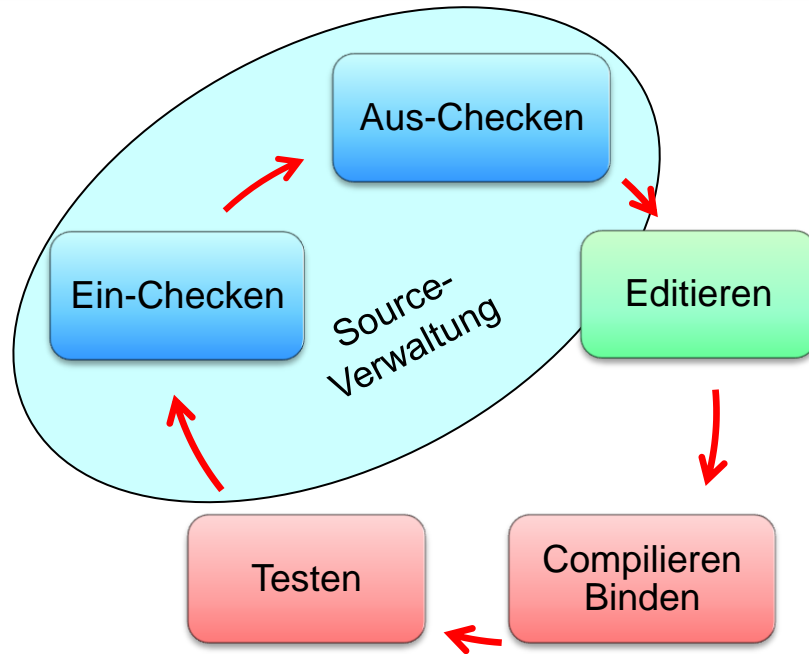 Aus-Checken
Ein-Checken
Editieren
Source-
Verwaltung
Testen
Compilieren
Binden